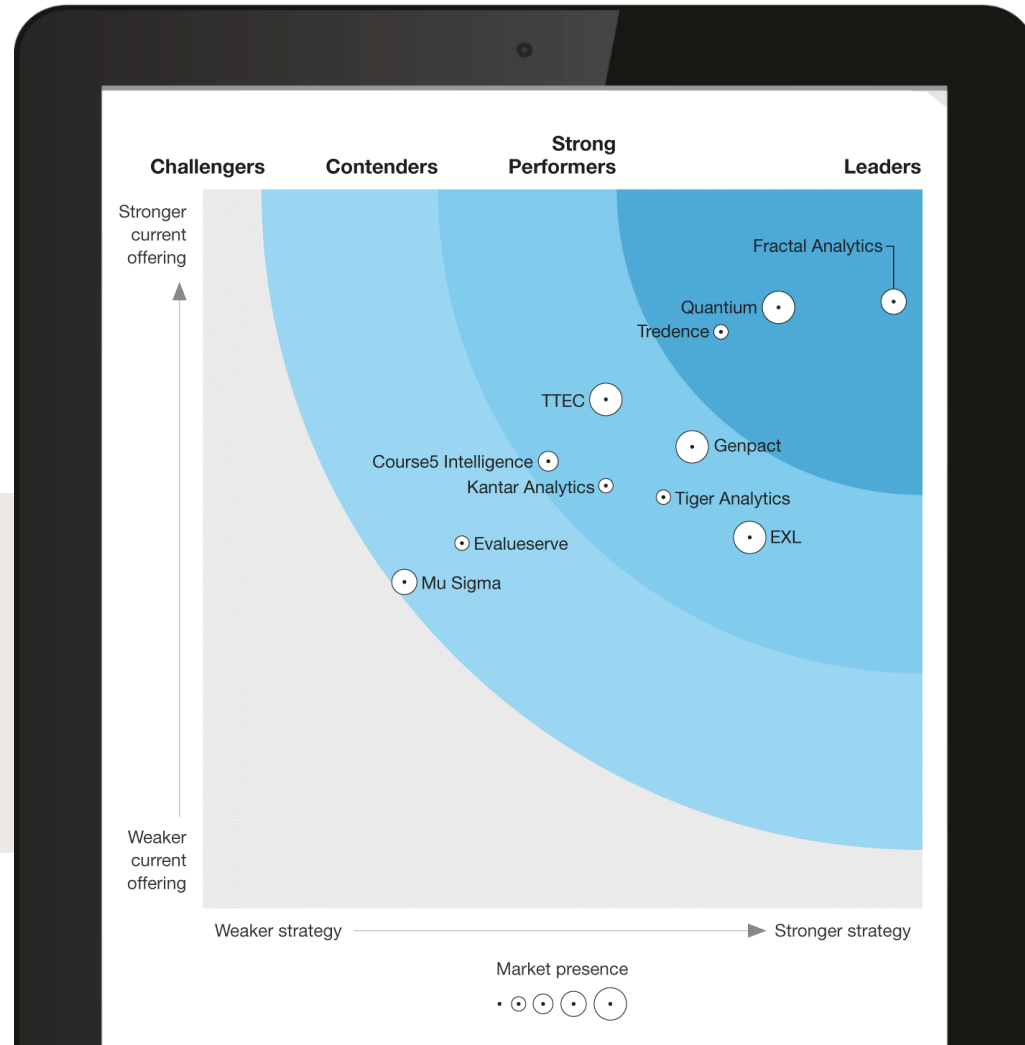 Strong
Challengers Contenders Performers Leaders
Stronger
current
offering
Fractal Analytics
Quantium
Tredence
TTEC
Genpact
Course5 Intelligence
Kantar Analytics
Tiger Analytics
EXL
Evalueserve
Mu Sigma
Weaker
current
offering
Weaker strategy Stronger strategy
Market presence